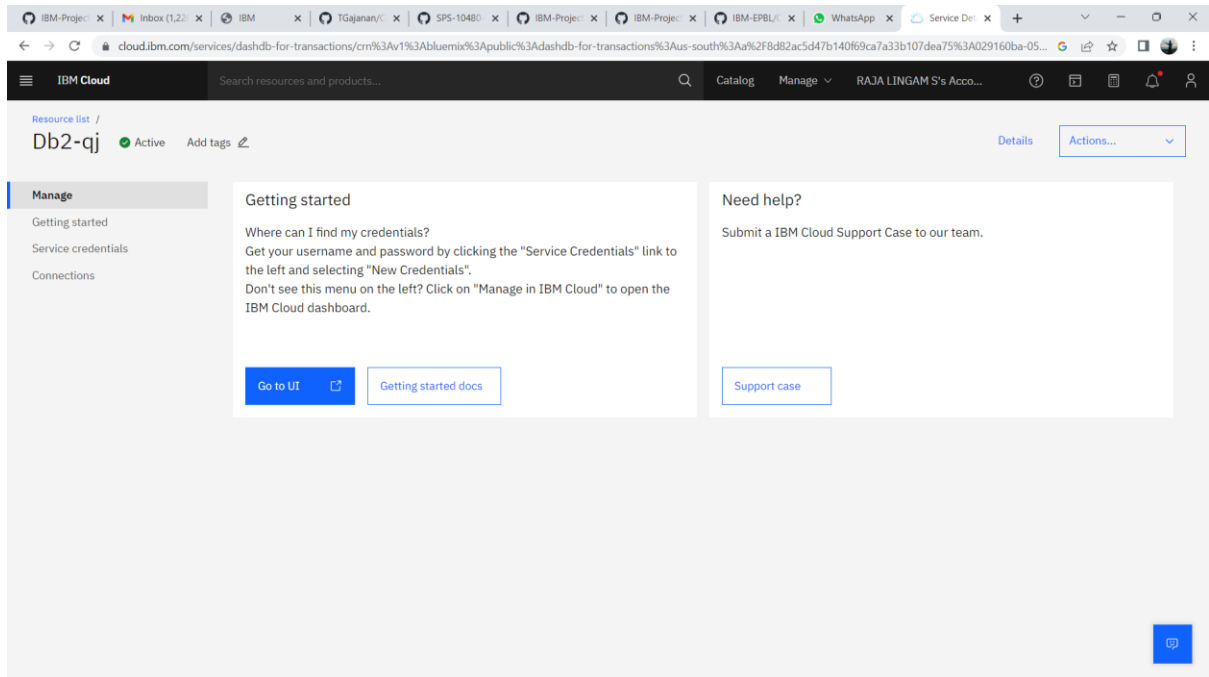 IBM-Project
Inbox (1,22
IBM
TGajanan/C
SPS-10480-
IBM-Project
IBM-Project
IBM-EPBL/
WhatsApp
Service Det
cloud.ibm.com/services/dashdb-for-transactions/crn%3Av1%3Abluemix%3Apublic%3Adashdb-for-transactions%3Aus-south%3Aa%2F8d82ac5d47b140f69ca7a33b107dea75%3A029160ba-05...
IBM Cloud
Search resources and products...
Catalog
Manage
RAJA LINGAM S's Acco...
Resource list /
Db2-qj
Active
Add tags
Details
Actions...
Manage
Getting started
Service credentials
Connections
Getting started
Where can I find my credentials?
Get your username and password by clicking the "Service Credentials" link to
the left and selecting "New Credentials".
Don't see this menu on the left? Click on "Manage in IBM Cloud" to open the
IBM Cloud dashboard.
Go to UI
Getting started docs
Need help?
Submit a IBM Cloud Support Case to our team.
Support case